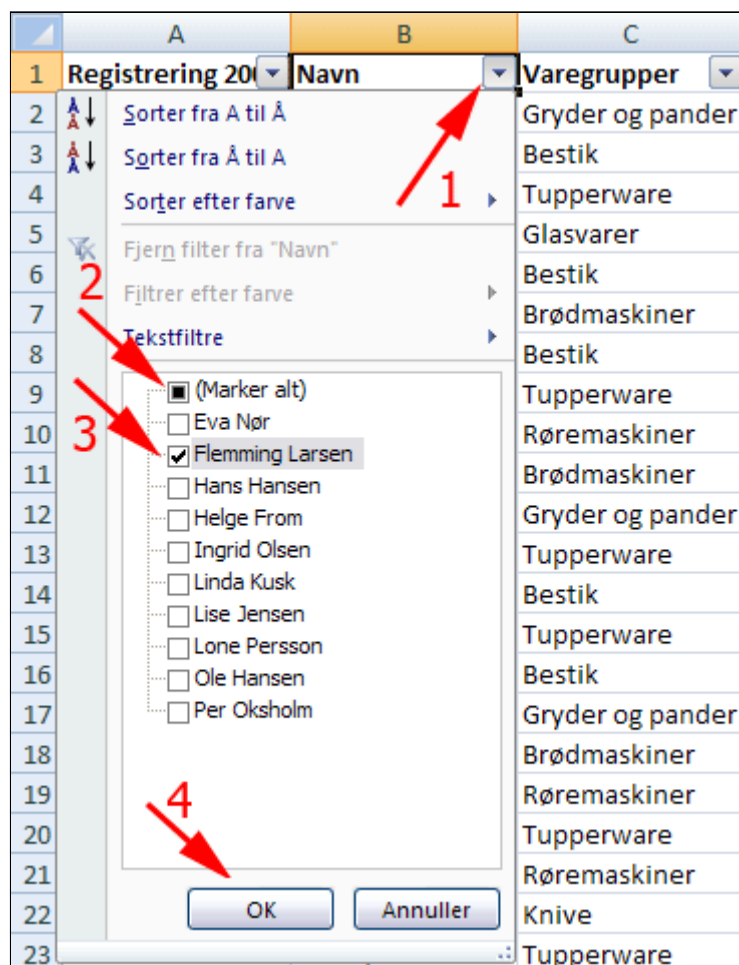 A B C
1 Registrering 200 Navn Varegrupper
2 Sorter fra A til Å Gryder og pander
3 Sorter fra Å til A Bestik
4 Sorter efter farve 1 Tupperware
5 Fjern filter fra "Navn" Glasvarer
6 2 Filtrer efter farve Bestik
7 Brødmaskiner
8 Tekstfiltre Bestik
9 (Marker alt) Tupperware
10 3 Eva Nør Røremaskiner
Flemming Larsen
11 Hans Hansen Brødmaskiner
12 Helge From Gryder og pander
13 Ingrid Olsen Tupperware
14 Linda Kusk Bestik
15 Lise Jensen Tupperware
Lone Persson
16 Ole Hansen Bestik
17 Per Oksholm Gryder og pander
18 Brødmaskiner
19 4 Røremaskiner
20 Tupperware
21 Røremaskiner
22 OK Annuller Knive
23 Tupperware